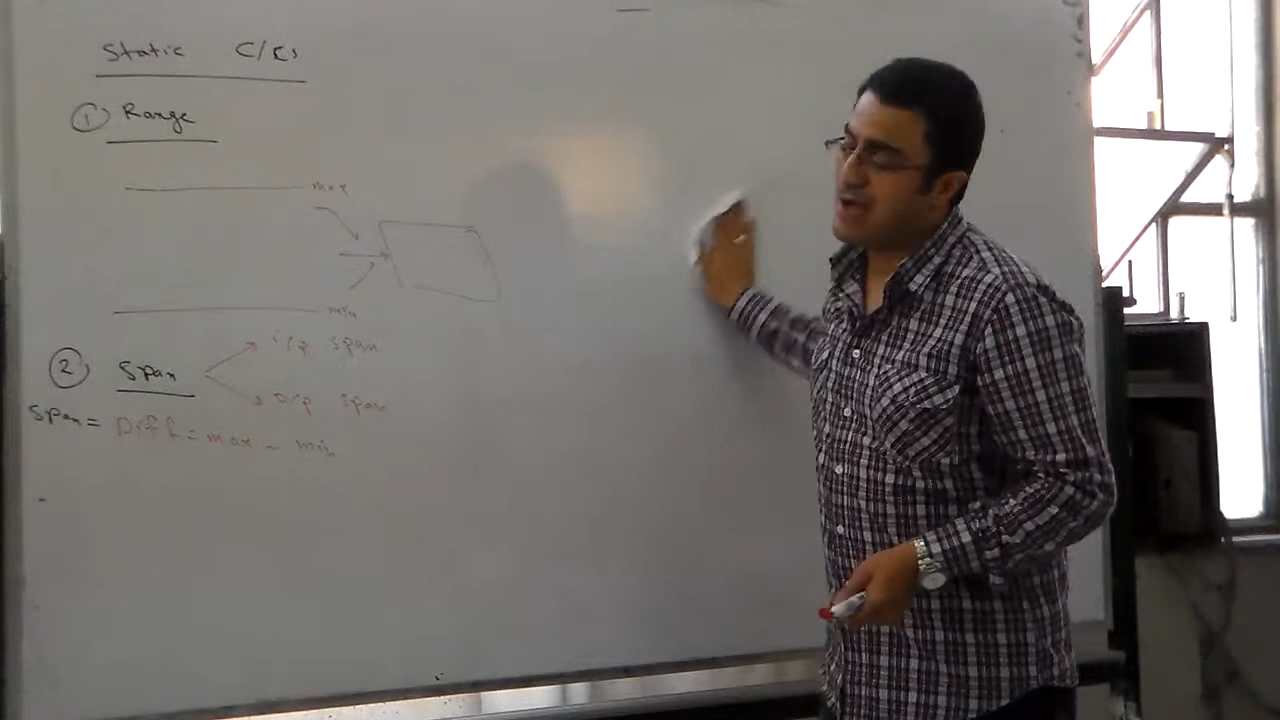 Static C/Cs
① Range
max
min
i/p span
② Span
o/p span
Span = Diff = max - min